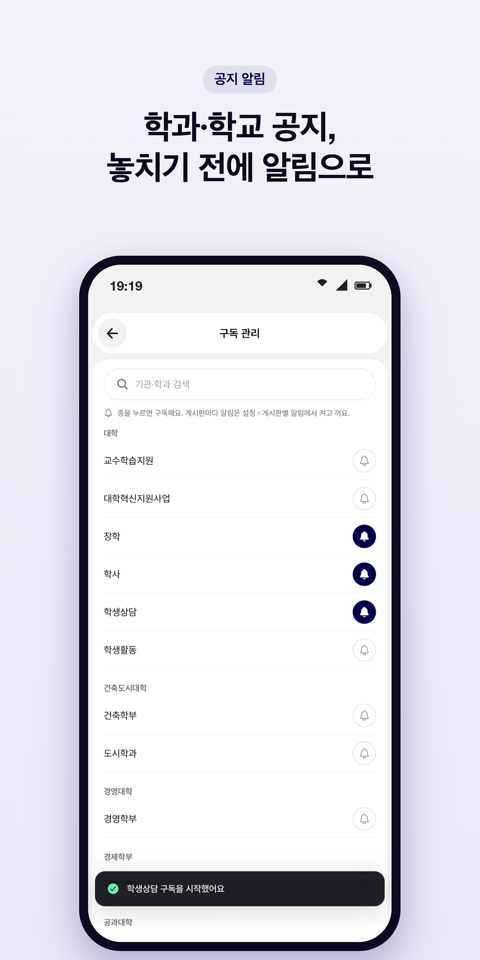 공지 알림
학과·학교 공지,
놓치기 전에 알림으로
19:19
구독 관리
기관·학과 검색
종을 누르면 구독해요. 게시판마다 알림은 설정 › 게시판별 알림에서 켜고 꺼요.
대학
교수학습지원
대학혁신지원사업
장학
학사
학생상담
학생활동
건축도시대학
건축학부
도시학과
경영대학
경영학부
경제학부
학생상담 구독을 시작했어요
공과대학